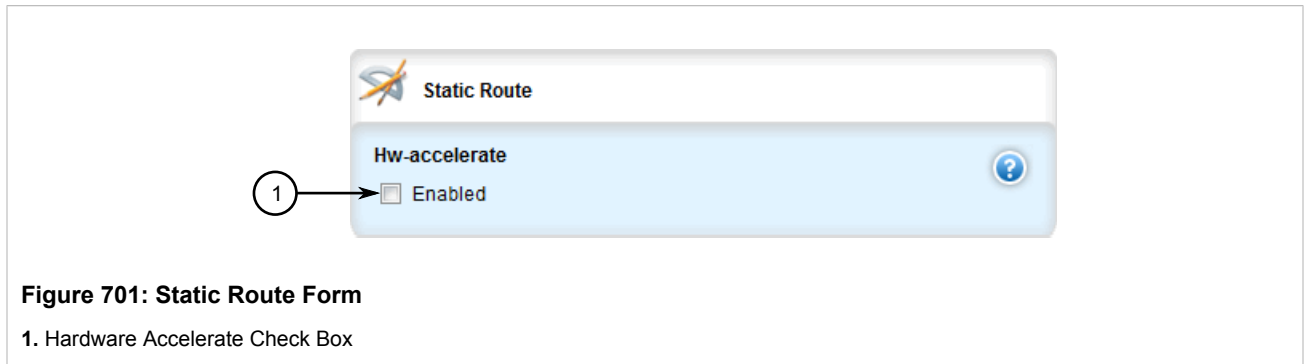 Static Route
Hw-accelerate
1
Enabled
Figure 701: Static Route Form
1. Hardware Accelerate Check Box